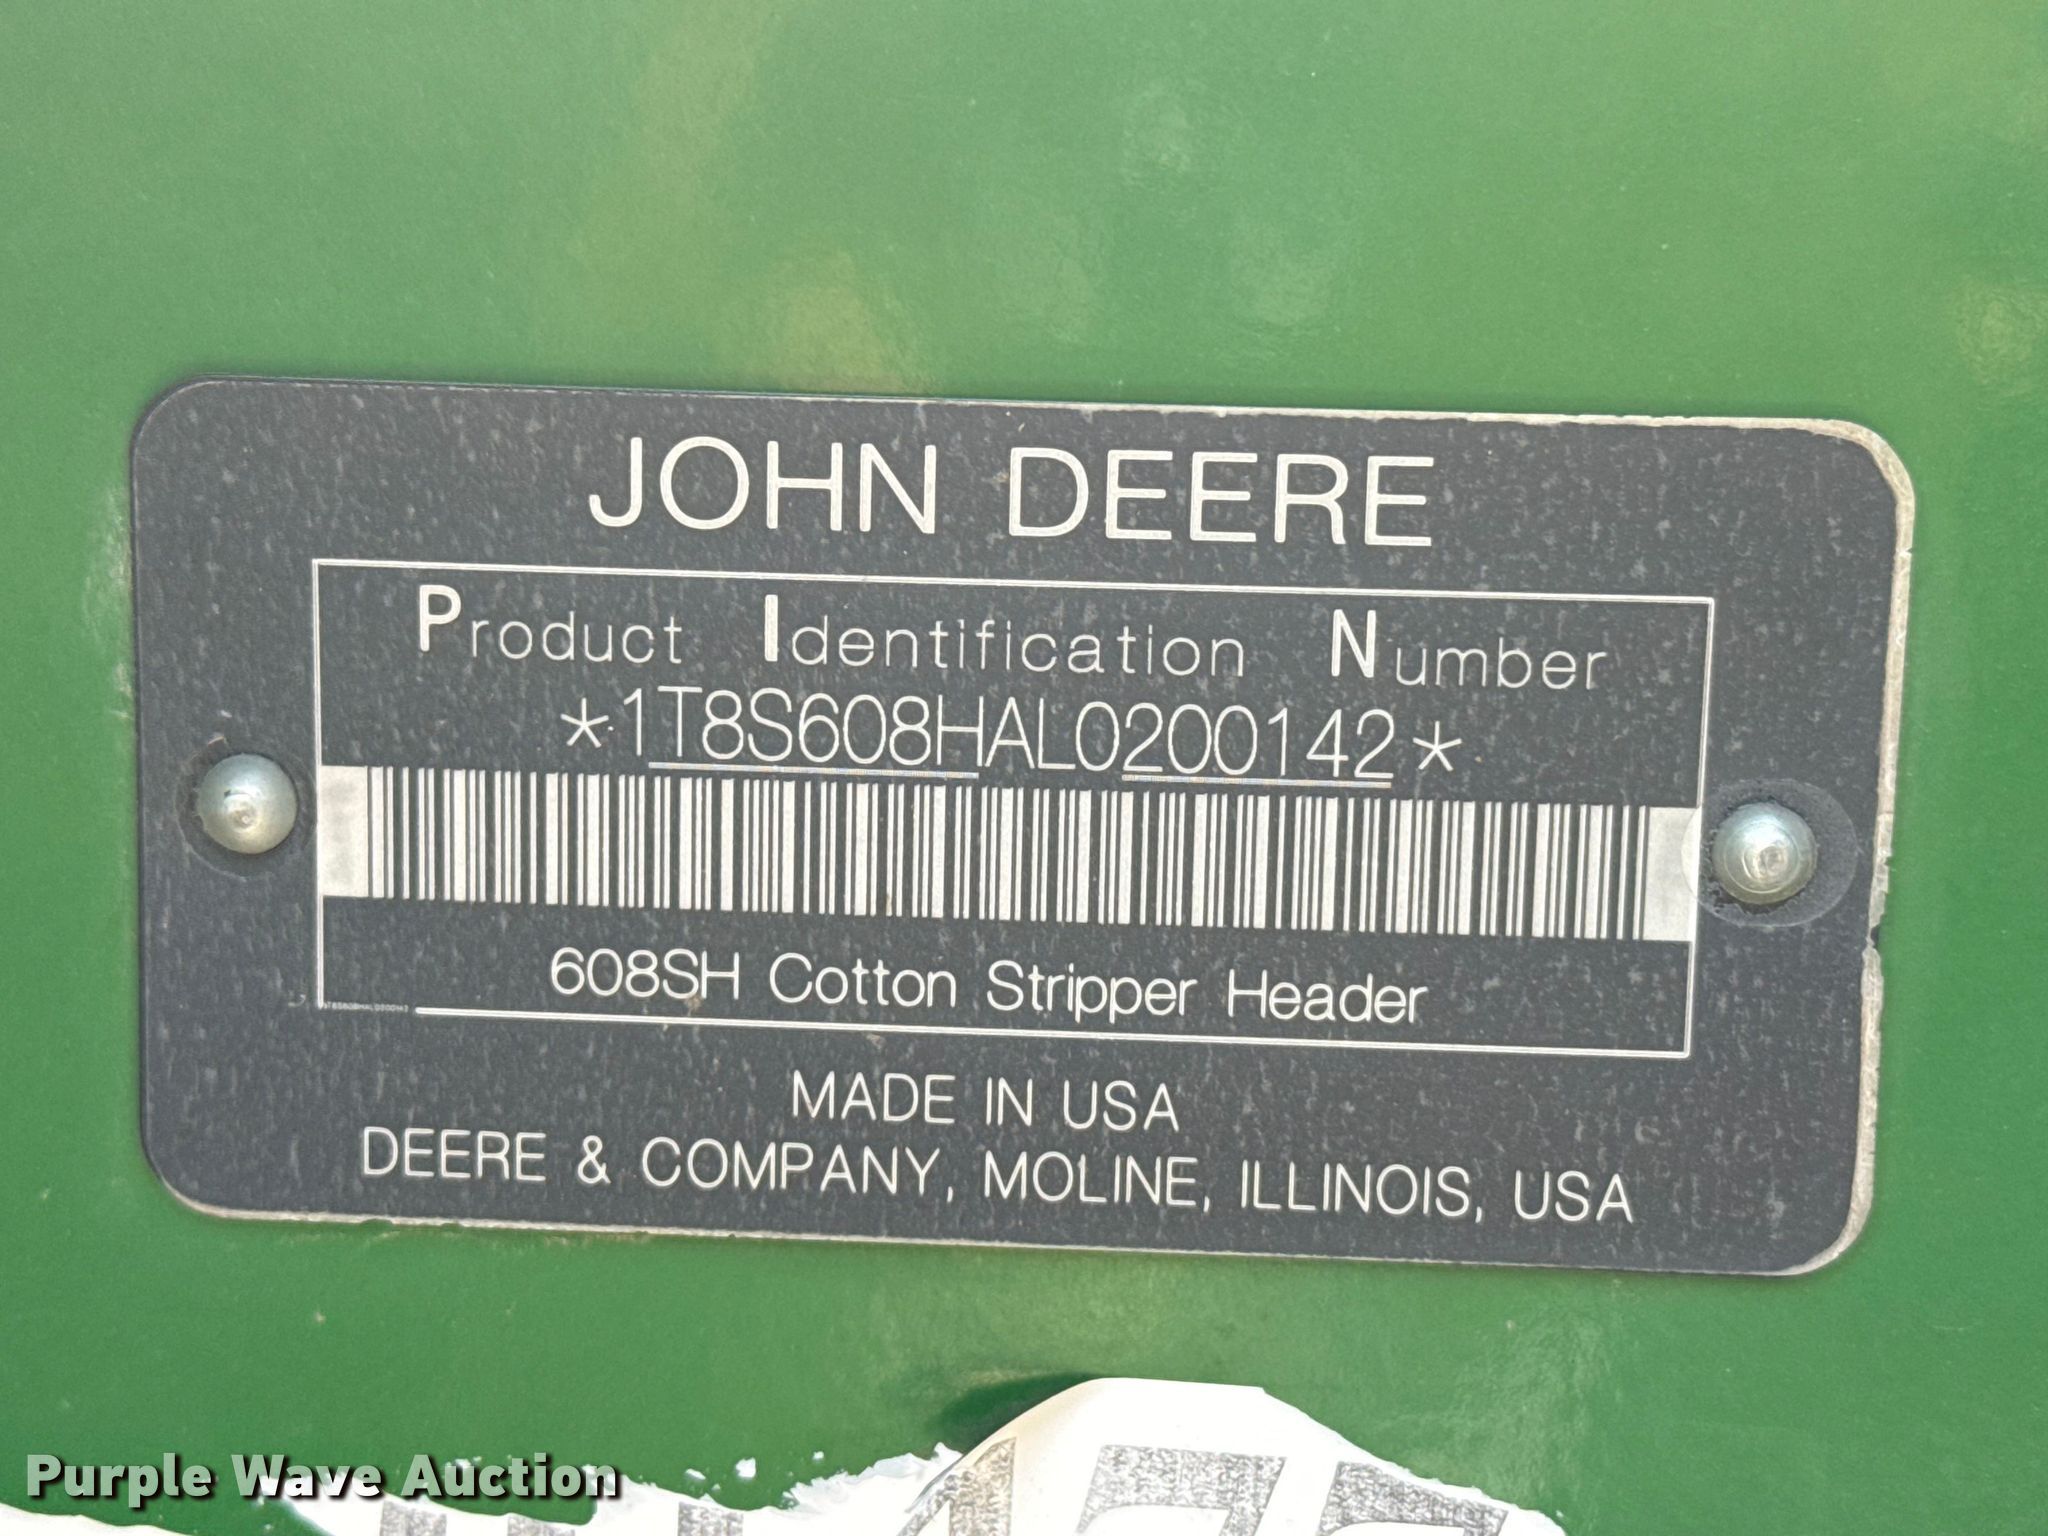 JOHN DEERE
Product Identification Number
*1T8S608HAL0200142*
608SH Cotton Stripper Header
1T8S608HAL0200142
MADE IN USA
DEERE & COMPANY, MOLINE, ILLINOIS, USA
Purple Wave Auction